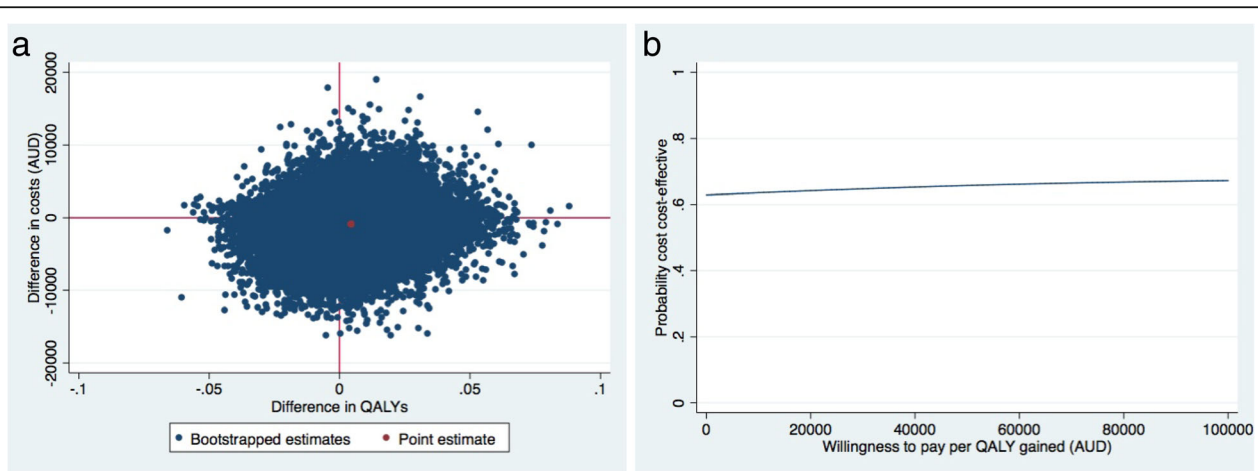 a
20000
10000
0
-10000
-20000
Difference in costs (AUD)
-.1
-.05
0
.05
.1
Difference in QALYs
Bootstrapped estimates
Point estimate
b
1
.8
.6
.4
.2
0
Probability cost cost-effective
0
20000
40000
60000
80000
100000
Willingness to pay per QALY gained (AUD)